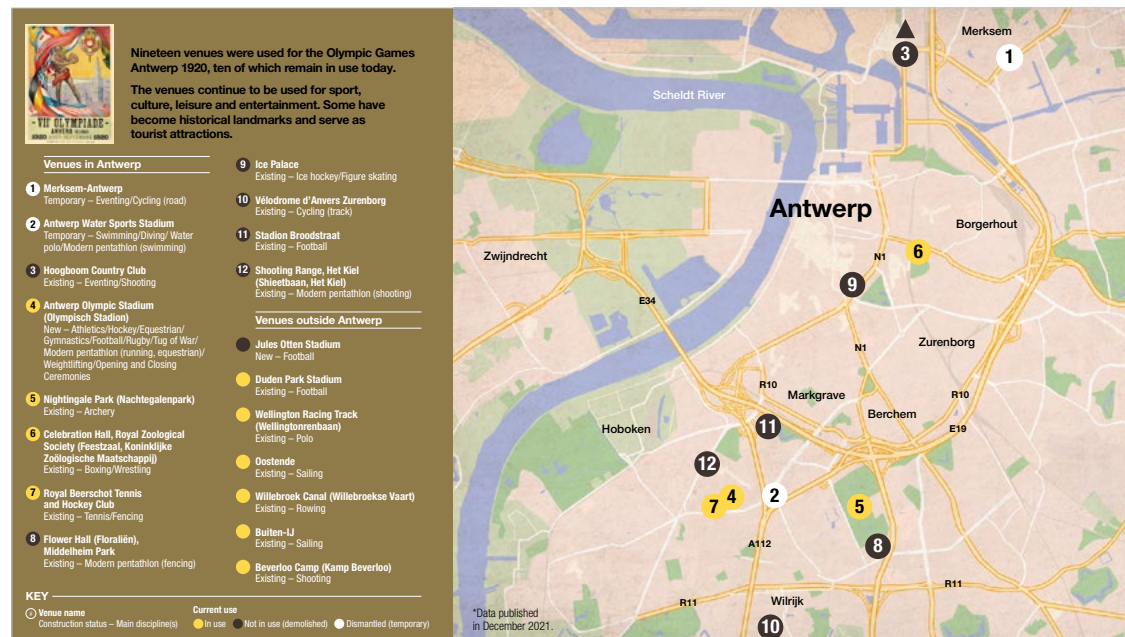 - VIIᴱ OLYMPIADE -
ANVERS
1920
1920
Nineteen venues were used for the Olympic Games
Antwerp 1920, ten of which remain in use today.
The venues continue to be used for sport,
culture, leisure and entertainment. Some have
become historical landmarks and serve as
tourist attractions.
Venues in Antwerp
1 Merksem-Antwerp
Temporary – Eventing/Cycling (road)
2 Antwerp Water Sports Stadium
Temporary – Swimming/Diving/ Water
polo/Modern pentathlon (swimming)
3 Hoogboom Country Club
Existing – Eventing/Shooting
4 Antwerp Olympic Stadium
(Olympisch Stadion)
New – Athletics/Hockey/Equestrian/
Gymnastics/Football/Rugby/Tug of War/
Modern pentathlon (running, equestrian)/
Weightlifting/Opening and Closing
Ceremonies
5 Nightingale Park (Nachtegalenpark)
Existing – Archery
6 Celebration Hall, Royal Zoological
Society (Feestzaal, Koninklijke
Zoölogische Maatschappij)
Existing – Boxing/Wrestling
7 Royal Beerschot Tennis
and Hockey Club
Existing – Tennis/Fencing
8 Flower Hall (Floraliën),
Middelheim Park
Existing – Modern pentathlon (fencing)
9 Ice Palace
Existing – Ice hockey/Figure skating
10 Vélodrome d'Anvers Zurenborg
Existing – Cycling (track)
11 Stadion Broodstraat
Existing – Football
12 Shooting Range, Het Kiel
(Shieetbaan, Het Kiel)
Existing – Modern pentathlon (shooting)
Venues outside Antwerp
Jules Otten Stadium
New – Football
Duden Park Stadium
Existing – Football
Wellington Racing Track
(Wellingtonrenbaan)
Existing – Polo
Oostende
Existing – Sailing
Willebroek Canal (Willebroekse Vaart)
Existing – Rowing
Buiten-IJ
Existing – Sailing
Beverloo Camp (Kamp Beverloo)
Existing – Shooting
KEY
# Venue name
Construction status – Main discipline(s)
Current use
In use
Not in use (demolished)
Dismantled (temporary)
3
Merksem
1
Scheldt River
Antwerp
Borgerhout
Zwijndrecht
N1
6
9
E34
Zurenborg
N1
R10
Markgrave
R10
Berchem
E19
Hoboken
11
12
4
7
2
5
A112
8
R11
R11
Wilrijk
10
*Data published
in December 2021.